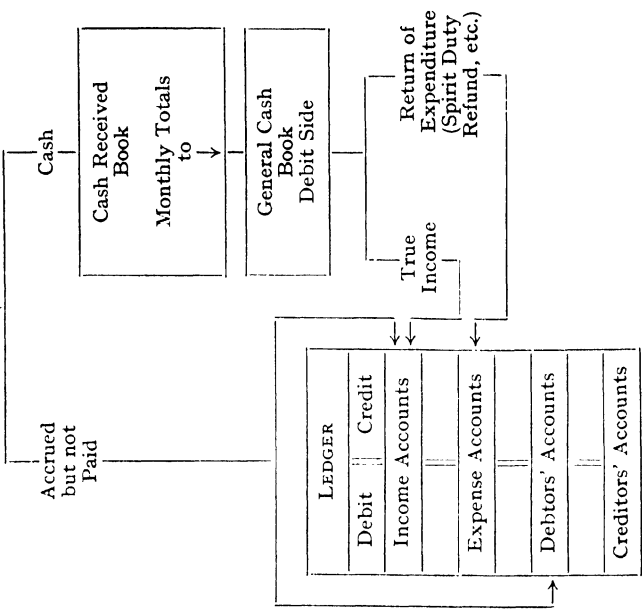 Accrued
but not
Paid
Cash
Cash Received
Book
Monthly Totals
to
General Cash
Book
Debit Side
True
Income
Return of
Expenditure
(Spirit Duty
Refund, etc.)
LEDGER
Debit Credit
Income Accounts
Expense Accounts
Debtors' Accounts
Creditors' Accounts